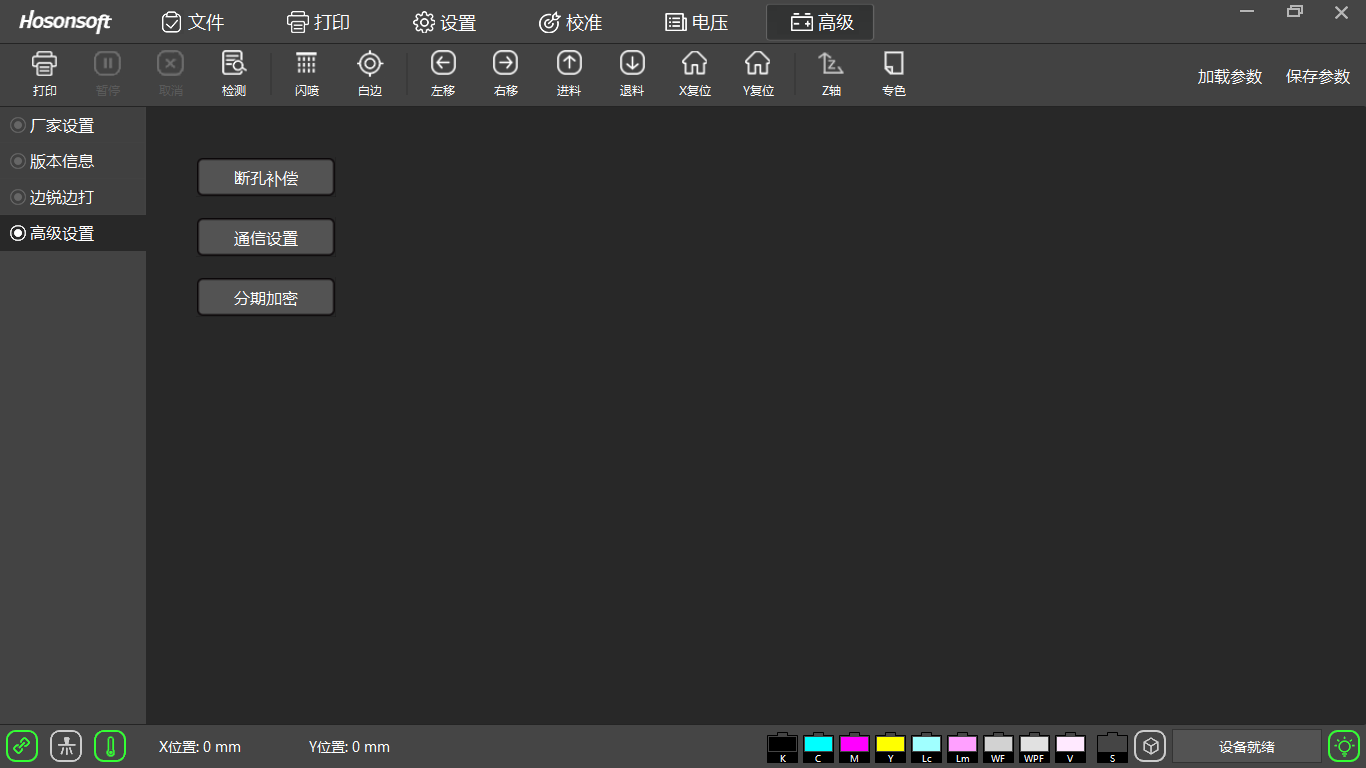 Hosonsoft 文件 打印 设置 校准 电压 高级
打印 暂停 取消 检测 闪喷 白边 左移 右移 进料 退料 X复位 Y复位 Z轴 专色 加载参数 保存参数
厂家设置
版本信息
边锐边打
高级设置
断孔补偿
通信设置
分期加密
X位置: 0 mm Y位置: 0 mm K C M Y Lc Lm WF WPF V S 设备就绪